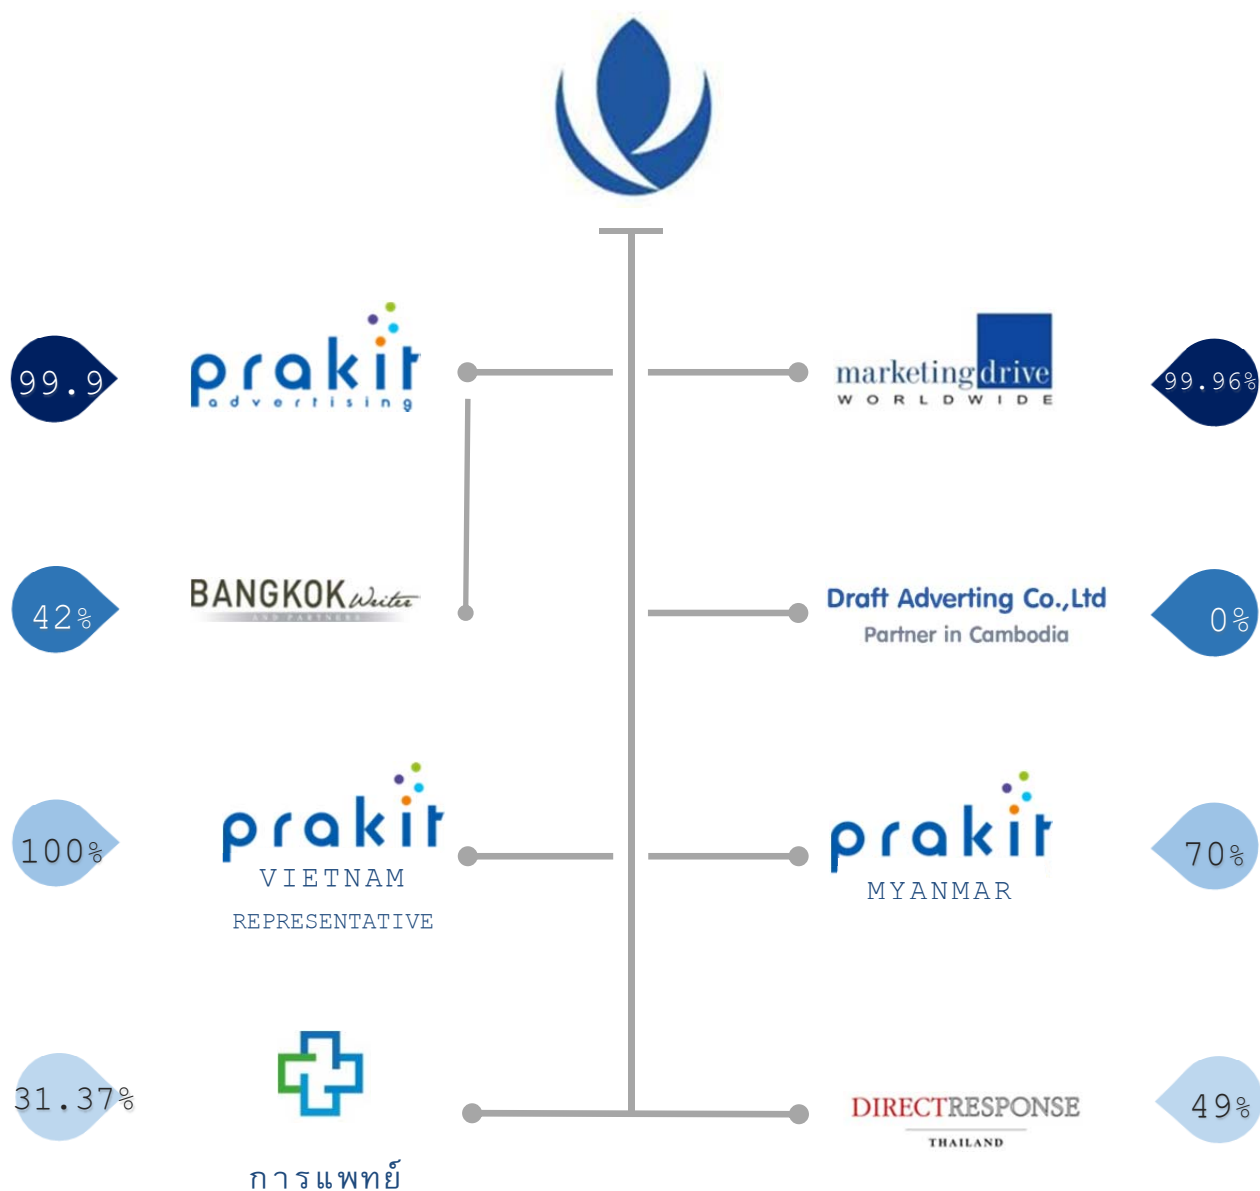 99.9
prakit
advertising
marketing drive
WORLDWIDE
99.96%
42%
BANGKOK Writer
AND PARTNERS
Draft Adverting Co.,Ltd
Partner in Cambodia
0%
100%
prakit
VIETNAM
REPRESENTATIVE
prakit
MYANMAR
70%
31.37%
การแพทย์
DIRECTRESPONSE
THAILAND
49%